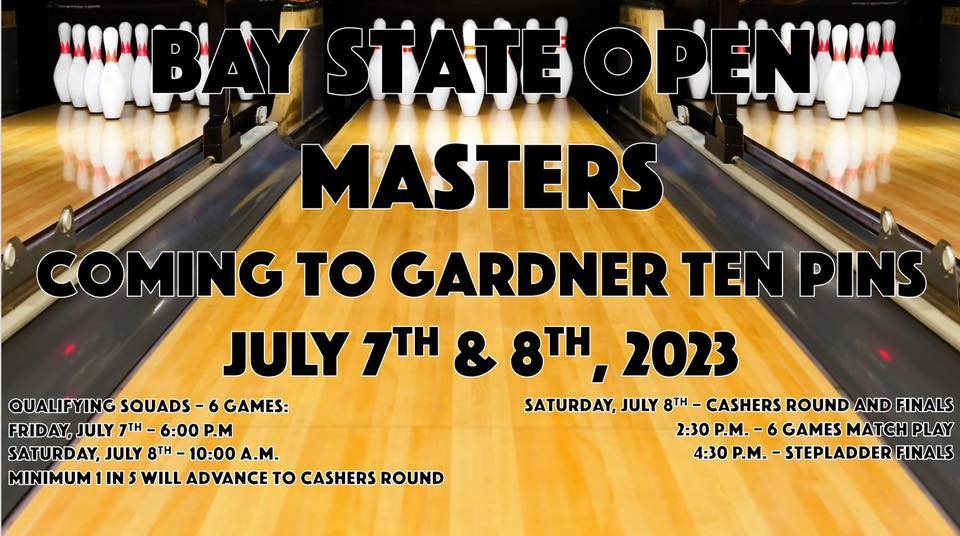 BAY STATE OPEN
MASTERS
COMING TO GARDNER TEN PINS
JULY 7TH & 8TH, 2023
QUALIFYING SQUADS – 6 GAMES:
FRIDAY, JULY 7TH – 6:00 P.M
SATURDAY, JULY 8TH – 10:00 A.M.
MINIMUM 1 IN 5 WILL ADVANCE TO CASHERS ROUND
SATURDAY, JULY 8TH – CASHERS ROUND AND FINALS
2:30 P.M. – 6 GAMES MATCH PLAY
4:30 P.M. – STEPLADDER FINALS